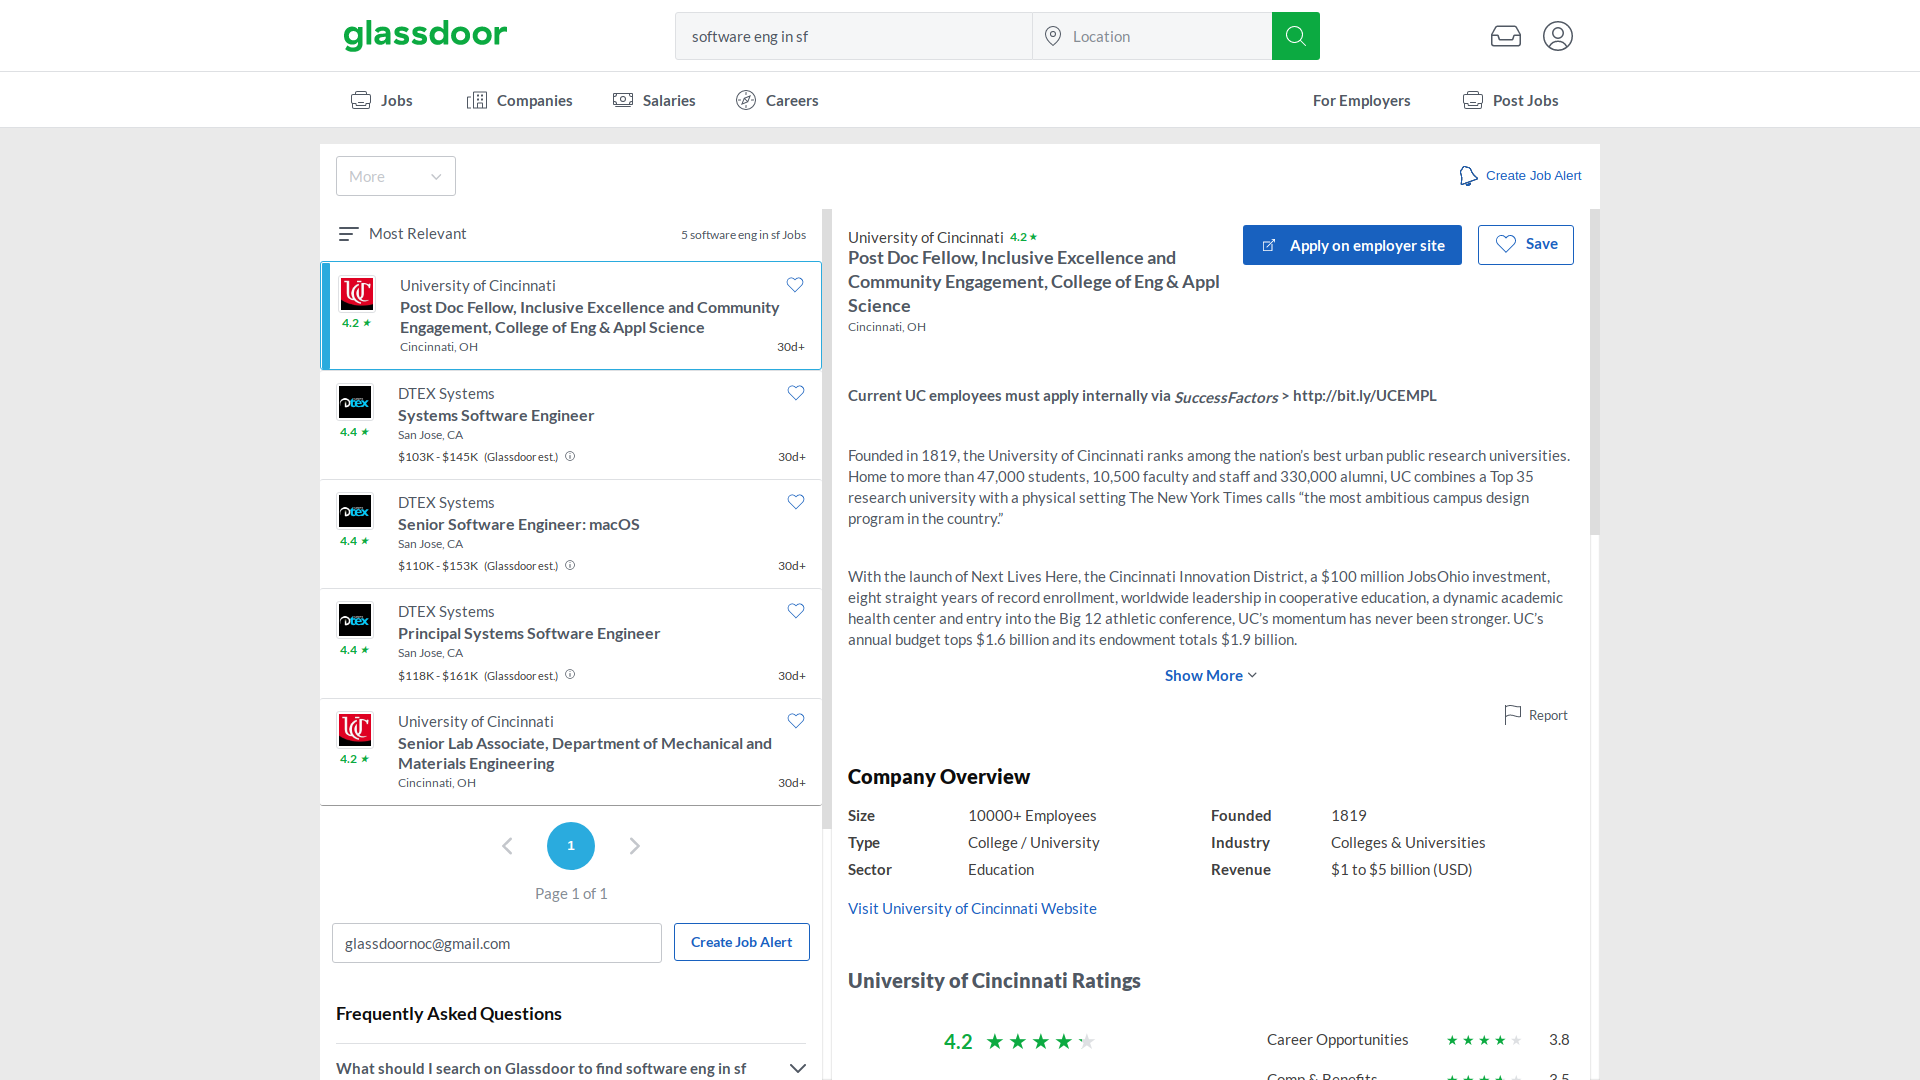 glassdoor
software eng in sf
Location
Jobs
Companies
Salaries
Careers
For Employers
Post Jobs
More
Create Job Alert
Most Relevant
5 software eng in sf Jobs
University of Cincinnati
Post Doc Fellow, Inclusive Excellence and Community
Engagement, College of Eng & Appl Science
4.2 ★
Cincinnati, OH
30d+
DTEX Systems
Systems Software Engineer
4.4 ★
San Jose, CA
$103K - $145K (Glassdoor est.)
30d+
DTEX Systems
Senior Software Engineer: macOS
4.4 ★
San Jose, CA
$110K - $153K (Glassdoor est.)
30d+
DTEX Systems
Principal Systems Software Engineer
4.4 ★
San Jose, CA
$118K - $161K (Glassdoor est.)
30d+
University of Cincinnati
Senior Lab Associate, Department of Mechanical and
Materials Engineering
4.2 ★
Cincinnati, OH
30d+
1
Page 1 of 1
glassdoornoc@gmail.com
Create Job Alert
Frequently Asked Questions
What should I search on Glassdoor to find software eng in sf
University of Cincinnati 4.2 ★
Post Doc Fellow, Inclusive Excellence and
Community Engagement, College of Eng & Appl
Science
Cincinnati, OH
Apply on employer site
Save
Current UC employees must apply internally via SuccessFactors > http://bit.ly/UCEMPL
Founded in 1819, the University of Cincinnati ranks among the nation’s best urban public research universities.
Home to more than 47,000 students, 10,500 faculty and staff and 330,000 alumni, UC combines a Top 35
research university with a physical setting The New York Times calls “the most ambitious campus design
program in the country.”
With the launch of Next Lives Here, the Cincinnati Innovation District, a $100 million JobsOhio investment,
eight straight years of record enrollment, worldwide leadership in cooperative education, a dynamic academic
health center and entry into the Big 12 athletic conference, UC’s momentum has never been stronger. UC’s
annual budget tops $1.6 billion and its endowment totals $1.9 billion.
Show More
Report
Company Overview
Size 10000+ Employees Founded 1819
Type College / University Industry Colleges & Universities
Sector Education Revenue $1 to $5 billion (USD)
Visit University of Cincinnati Website
University of Cincinnati Ratings
4.2 ★★★★★
Career Opportunities ★★★★★ 3.8
Comp & Benefits ★★★★★ 3.5